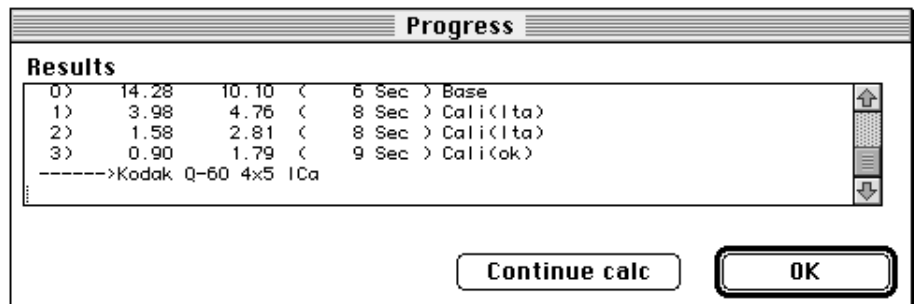 Progress
Results
0) 14.28 10.10 ( 6 Sec ) Base
1) 3.98 4.76 ( 8 Sec ) Cali(lta)
2) 1.58 2.81 ( 8 Sec ) Cali(lta)
3) 0.90 1.79 ( 9 Sec ) Cali(ok)
------>Kodak Q-60 4x5 ICa
Continue calc OK